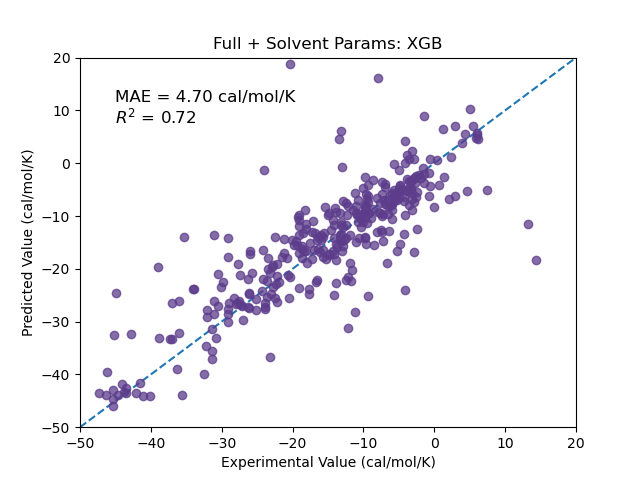 Full + Solvent Params: XGB
MAE = 4.70 cal/mol/K
R² = 0.72
Predicted Value (cal/mol/K)
20
10
0
−10
−20
−30
−40
−50
−50 −40 −30 −20 −10 0 10 20
Experimental Value (cal/mol/K)